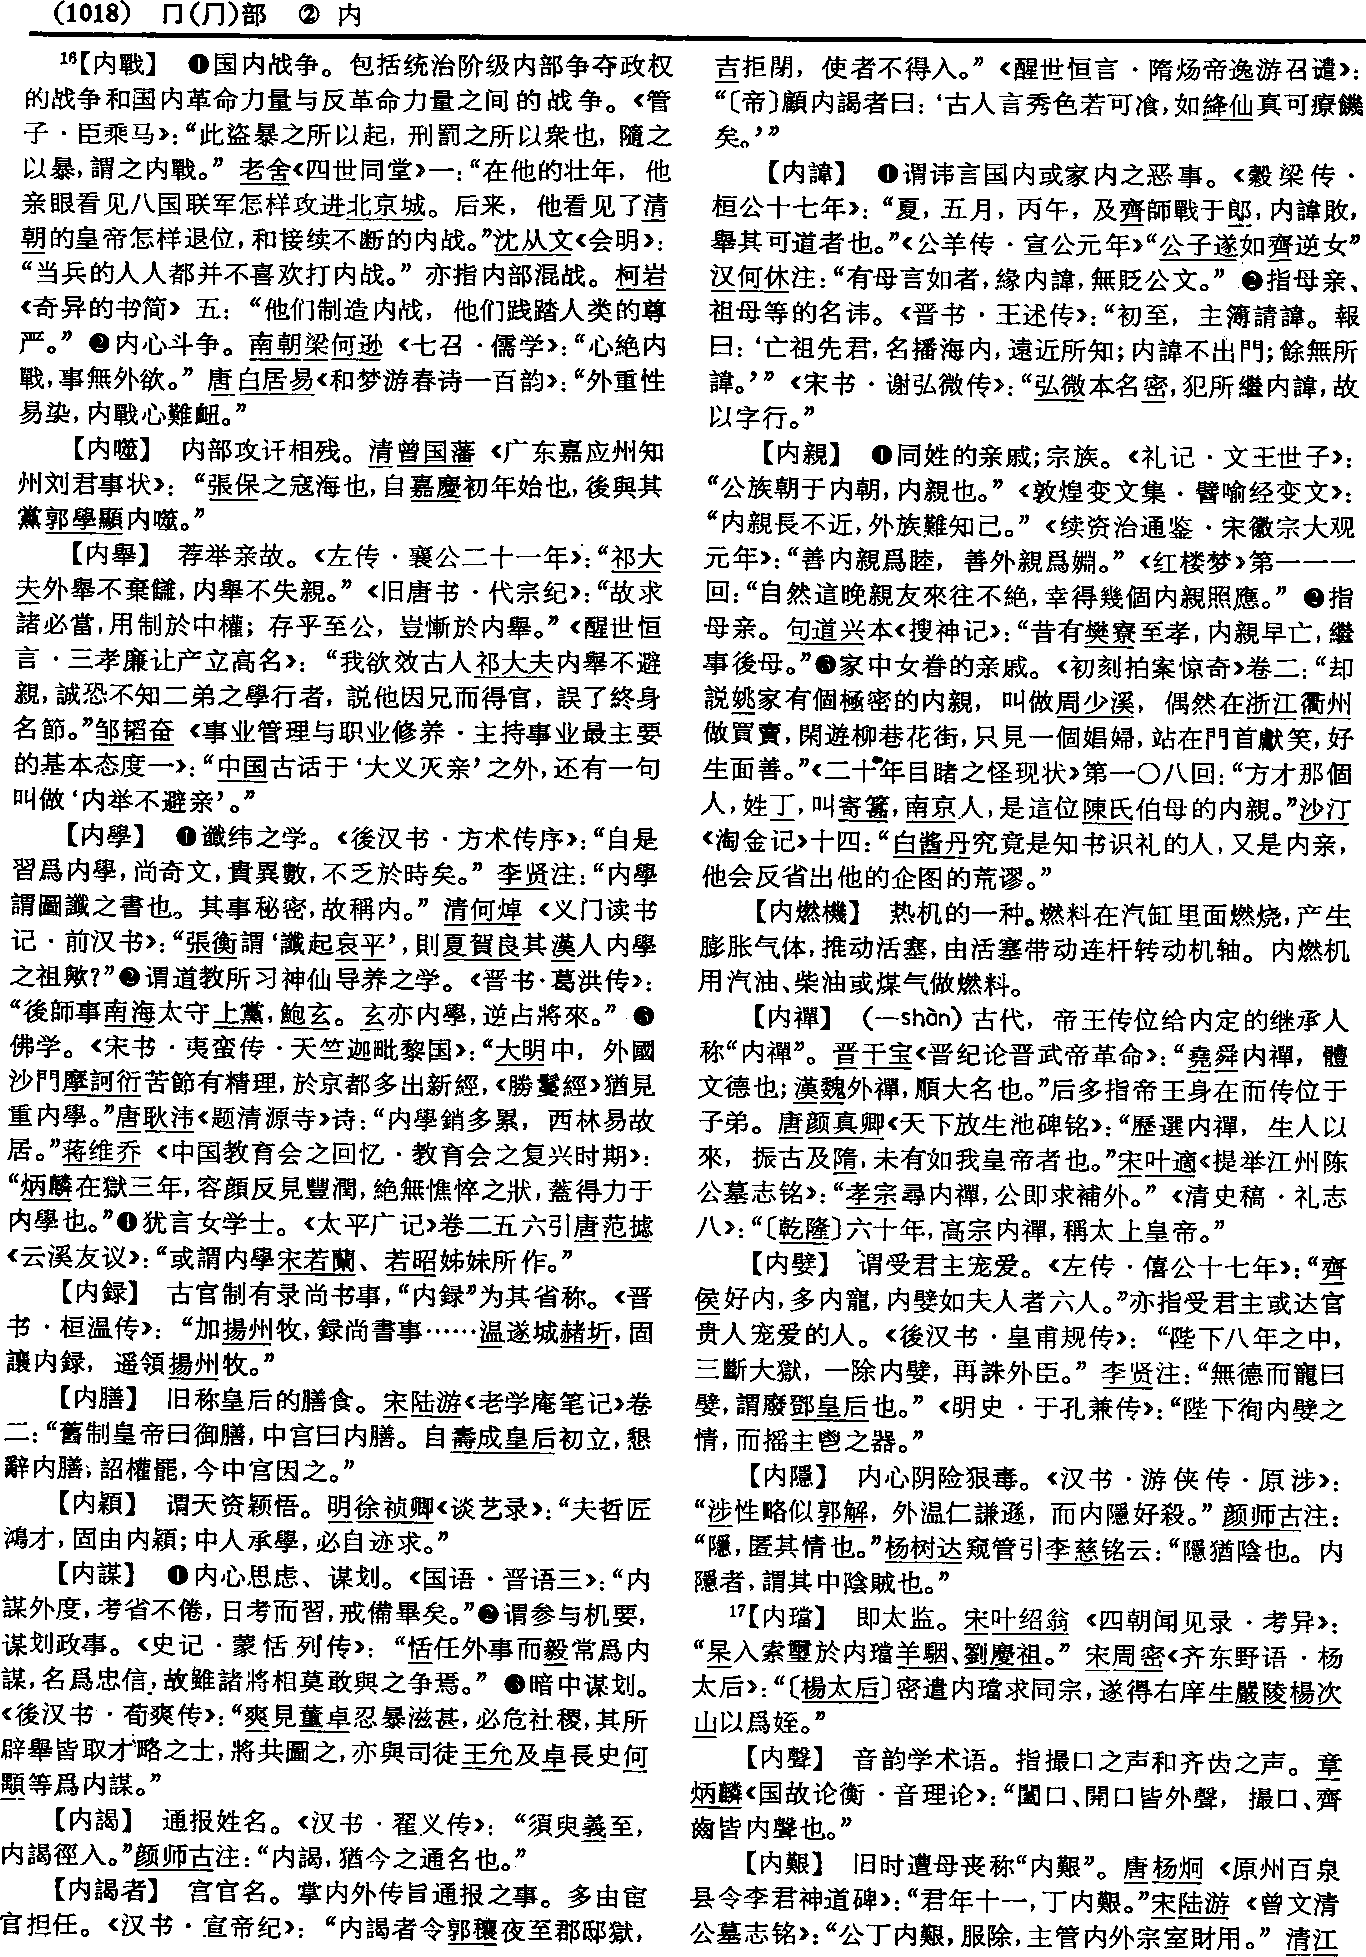 (1018) 冂(⺆)部 ② 内
¹⁶【内戰】 ❶国内战争。包括统治阶级内部争夺政权
的战争和国内革命力量与反革命力量之间的战争。《管
子·臣乘马》：“此盗暴之所以起，刑罰之所以衆也，隨之
以暴，謂之内戰。”老舍《四世同堂》一：“在他的壮年，他
亲眼看见八国联军怎样攻进北京城。后来，他看见了清
朝的皇帝怎样退位，和接续不断的内战。”沈从文《会明》：
“当兵的人人都并不喜欢打内战。”亦指内部混战。柯岩
《奇异的书简》五：“他们制造内战，他们践踏人类的尊
严。”❷内心斗争。南朝梁何逊《七召·儒学》：“心絶内
戰，事無外欲。”唐白居易《和梦游春诗一百韵》：“外重性
易染，内戰心難衄。”
【内噬】 内部攻讦相残。清曾国藩《广东嘉应州知
州刘君事状》：“張保之寇海也，自嘉慶初年始也，後與其
黨郭學顯内噬。”
【内舉】 荐举亲故。《左传·襄公二十一年》：“祁大
夫外舉不棄讎，内舉不失親。”《旧唐书·代宗纪》：“故求
諸必當，用制於中權；存乎至公，豈慚於内舉。”《醒世恒
言·三孝廉让产立高名》：“我欲效古人祁大夫内舉不避
親，誠恐不知二弟之學行者，説他因兄而得官，誤了終身
名節。”邹韬奋《事业管理与职业修养·主持事业最主要
的基本态度一》：“中国古话于‘大义灭亲’之外，还有一句
叫做‘内举不避亲’。”
【内學】 ❶谶纬之学。《後汉书·方术传序》：“自是
習爲内學，尚奇文，貴異數，不乏於時矣。”李贤注：“内學
謂圖讖之書也。其事秘密，故稱内。”清何焯《义门读书
记·前汉书》：“張衡謂‘讖起哀平’，則夏賀良其漢人内學
之祖歟？”❷谓道教所习神仙导养之学。《晋书·葛洪传》：
“後師事南海太守上黨，鮑玄。玄亦内學，逆占將來。”❸
佛学。《宋书·夷蛮传·天竺迦毗黎国》：“大明中，外國
沙門摩訶衍苦節有精理，於京都多出新經，《勝鬘經》猶見
重内學。”唐耿沛《题清源寺》诗：“内學銷多累，西林易故
居。”蒋维乔《中国教育会之回忆·教育会之复兴时期》：
“炳麟在獄三年，容顔反見豐潤，絶無憔悴之狀，蓋得力于
内學也。”❹犹言女学士。《太平广记》卷二五六引唐范摅
《云溪友议》：“或謂内學宋若蘭、若昭姊妹所作。”
【内録】 古官制有录尚书事，“内録”为其省称。《晋
书·桓温传》：“加揚州牧，録尚書事……温遂城赭圻，固
讓内録，遥領揚州牧。”
【内膳】 旧称皇后的膳食。宋陆游《老学庵笔记》卷
二：“舊制皇帝曰御膳，中宫曰内膳。自壽成皇后初立，懇
辭内膳，詔權罷，今中宫因之。”
【内穎】 谓天资颖悟。明徐祯卿《谈艺录》：“夫哲匠
鴻才，固由内穎；中人承學，必自迹求。”
【内謀】 ❶内心思虑、谋划。《国语·晋语三》：“内
謀外度，考省不倦，日考而習，戒備畢矣。”❷谓参与机要，
谋划政事。《史记·蒙恬列传》：“恬任外事而毅常爲内
謀，名爲忠信，故雖諸將相莫敢與之争焉。”❸暗中谋划。
《後汉书·荀爽传》：“爽見董卓忍暴滋甚，必危社稷，其所
辟舉皆取才略之士，將共圖之，亦與司徒王允及卓長史何
顒等爲内謀。”
【内謁】 通报姓名。《汉书·翟义传》：“須臾義至，
内謁徑入。”颜师古注：“内謁，猶今之通名也。”
【内謁者】 宫官名。掌内外传旨通报之事。多由宦
官担任。《汉书·宣帝纪》：“内謁者令郭穰夜至郡邸獄，
吉拒閉，使者不得入。”《醒世恒言·隋炀帝逸游召谴》：
“〔帝〕顧内謁者曰：‘古人言秀色若可飡，如絳仙真可療饑
矣。’”
【内諱】 ❶谓讳言国内或家内之恶事。《穀梁传·
桓公十七年》：“夏，五月，丙午，及齊師戰于郎，内諱敗，
舉其可道者也。”《公羊传·宣公元年》“公子遂如齊逆女”
汉何休注：“有母言如者，緣内諱，無貶公文。”❷指母亲、
祖母等的名讳。《晋书·王述传》：“初至，主簿請諱。報
曰：‘亡祖先君，名播海内，遠近所知；内諱不出門；餘無所
諱。’”《宋书·谢弘微传》：“弘微本名密，犯所繼内諱，故
以字行。”
【内親】 ❶同姓的亲戚；宗族。《礼记·文王世子》：
“公族朝于内朝，内親也。”《敦煌变文集·譬喻经变文》：
“内親長不近，外族難知己。”《续资治通鉴·宋徽宗大观
元年》：“善内親爲睦，善外親爲婣。”《红楼梦》第一一一
回：“自然這晚親友來往不絶，幸得幾個内親照應。”❷指
母亲。句道兴本《搜神记》：“昔有樊寮至孝，内親早亡，繼
事後母。”❸家中女眷的亲戚。《初刻拍案惊奇》卷二：“却
説姚家有個極密的内親，叫做周少溪，偶然在浙江衢州
做買賣，閑遊柳巷花街，只見一個娼婦，站在門首獻笑，好
生面善。”《二十年目睹之怪现状》第一〇八回：“方才那個
人，姓丁，叫寄簹，南京人，是這位陳氏伯母的内親。”沙汀
《淘金记》十四：“白酱丹究竟是知书识礼的人，又是内亲，
他会反省出他的企图的荒谬。”
【内燃機】 热机的一种。燃料在汽缸里面燃烧，产生
膨胀气体，推动活塞，由活塞带动连杆转动机轴。内燃机
用汽油、柴油或煤气做燃料。
【内禪】 （—shàn）古代，帝王传位给内定的继承人
称“内禪”。晋干宝《晋纪论晋武帝革命》：“堯舜内禪，體
文德也；漢魏外禪，順大名也。”后多指帝王身在而传位于
子弟。唐颜真卿《天下放生池碑铭》：“歷選内禪，生人以
來，振古及隋，未有如我皇帝者也。”宋叶適《提举江州陈
公墓志铭》：“孝宗尋内禪，公即求補外。”《清史稿·礼志
八》：“〔乾隆〕六十年，高宗内禪，稱太上皇帝。”
【内嬖】 谓受君主宠爱。《左传·僖公十七年》：“齊
侯好内，多内寵，内嬖如夫人者六人。”亦指受君主或达官
贵人宠爱的人。《後汉书·皇甫规传》：“陛下八年之中，
三斷大獄，一除内嬖，再誅外臣。”李贤注：“無德而寵曰
嬖，謂廢鄧皇后也。”《明史·于孔兼传》：“陛下徇内嬖之
情，而摇主鬯之器。”
【内隱】 内心阴险狠毒。《汉书·游侠传·原涉》：
“涉性略似郭解，外温仁謙遜，而内隱好殺。”颜师古注：
“隱，匿其情也。”杨树达窥管引李慈铭云：“隱猶陰也。内
隱者，謂其中陰賊也。”
¹⁷【内璫】 即太监。宋叶绍翁《四朝闻见录·考异》：
“杲入索璽於内璫羊駰、劉慶祖。”宋周密《齐东野语·杨
太后》：“〔楊太后〕密遣内璫求同宗，遂得右庠生嚴陵楊次
山以爲姪。”
【内聲】 音韵学术语。指撮口之声和齐齿之声。章
炳麟《国故论衡·音理论》：“闔口、開口皆外聲，撮口、齊
齒皆内聲也。”
【内艱】 旧时遭母丧称“内艱”。唐杨炯《原州百泉
县令李君神道碑》：“君年十一，丁内艱。”宋陆游《曾文清
公墓志铭》：“公丁内艱，服除，主管内外宗室財用。”清江